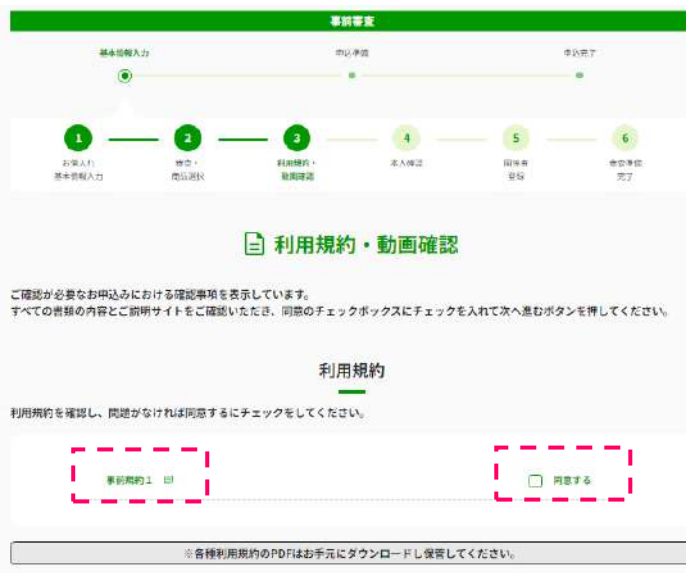 事前審査
基本情報入力 申込準備 申込完了
1 2 3 4 5 6
お借入れ 審査・ 利用規約・ 本人確認 関係者 審査準備
基本情報入力 商品選択 動画確認 登録 完了
利用規約・動画確認
ご確認が必要なお申込みにおける確認事項を表示しています。
すべての書類の内容とご説明サイトをご確認いただき、同意のチェックボックスにチェックを入れて次へ進むボタンを押してください。
利用規約
利用規約を確認し、問題がなければ同意するにチェックをしてください。
事前規約1 同意する
※各種利用規約のPDFはお手元にダウンロードし保管してください。